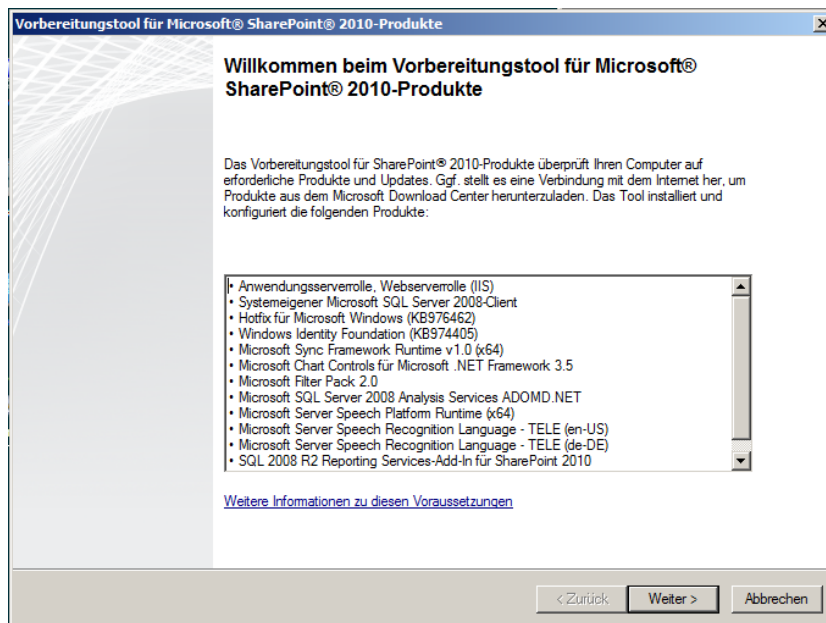 Vorbereitungstool für Microsoft® SharePoint® 2010-Produkte
Willkommen beim Vorbereitungstool für Microsoft®
SharePoint® 2010-Produkte
Das Vorbereitungstool für SharePoint® 2010-Produkte überprüft Ihren Computer auf
erforderliche Produkte und Updates. Ggf. stellt es eine Verbindung mit dem Internet her, um
Produkte aus dem Microsoft Download Center herunterzuladen. Das Tool installiert und
konfiguriert die folgenden Produkte:
• Anwendungsserverrolle, Webserverrolle (IIS)
• Systemeigener Microsoft SQL Server 2008-Client
• Hotfix für Microsoft Windows (KB976462)
• Windows Identity Foundation (KB974405)
• Microsoft Sync Framework Runtime v1.0 (x64)
• Microsoft Chart Controls für Microsoft .NET Framework 3.5
• Microsoft Filter Pack 2.0
• Microsoft SQL Server 2008 Analysis Services ADOMD.NET
• Microsoft Server Speech Platform Runtime (x64)
• Microsoft Server Speech Recognition Language - TELE (en-US)
• Microsoft Server Speech Recognition Language - TELE (de-DE)
• SQL 2008 R2 Reporting Services-Add-In für SharePoint 2010
Weitere Informationen zu diesen Voraussetzungen
< Zurück Weiter > Abbrechen